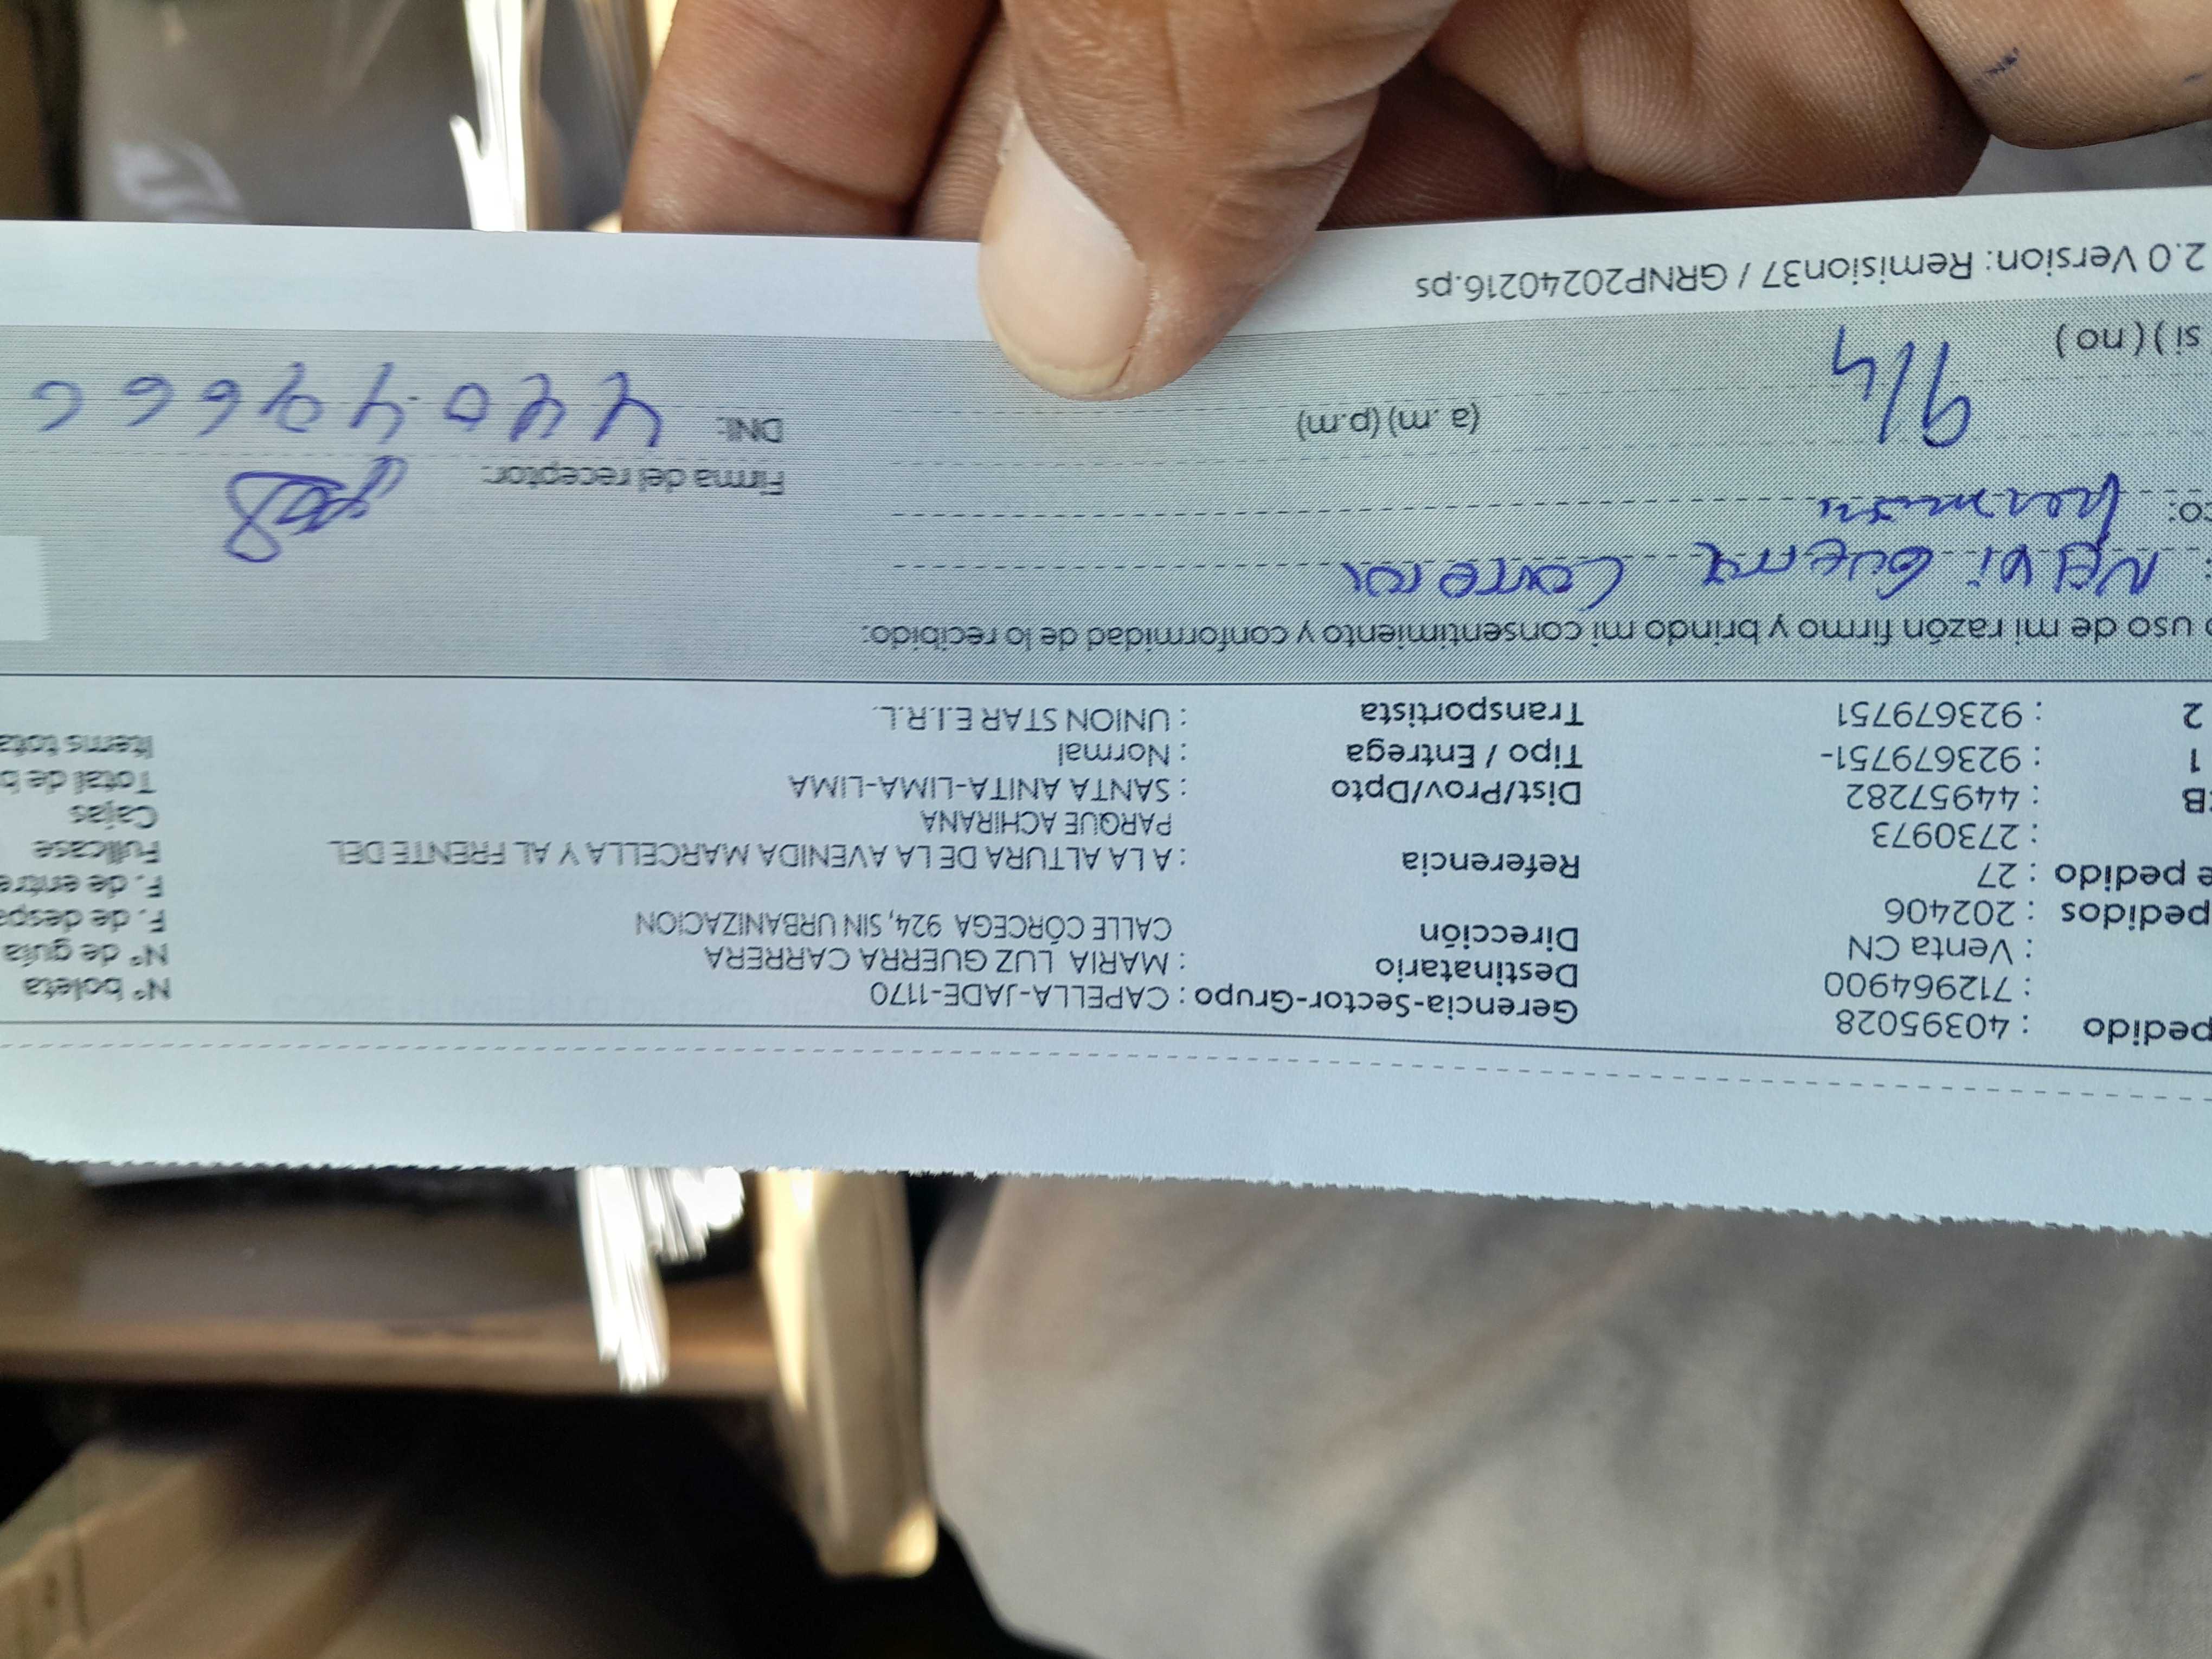 pedido : 40395028 Gerencia-Sector-Grupo : CAPELLA-JADE-1170 N° boleta
: 712964900 Destinatario : MARIA LUZ GUERRA CARRERA N° de guía
: Venta CN Dirección CALLE CÓRCEGA 924, SIN URBANIZACION F. de despa
pedidos : 202406 F. de entre
e pedido : 27 Referencia : A LA ALTURA DE LA AVENIDA MARCELLA Y AL FRENTE DEL Fullcase
: 2730973 PARQUE ACHIRANA Cajas
B : 44957282 Dist/Prov/Dpto : SANTA ANITA-LIMA-LIMA Total de b
1 : 923679751- Tipo / Entrega : Normal Items tota
2 : 923679751 Transportista : UNION STAR E.I.R.L.
uso de mi razón firmo y brindo mi consentimiento y conformidad de lo recibido:
Guerra
co: Firma del receptor:
9/4 (a. m) (p.m) DNI:
si ) ( no )
2.0 Version: Remision37 / GRNP20240216.ps